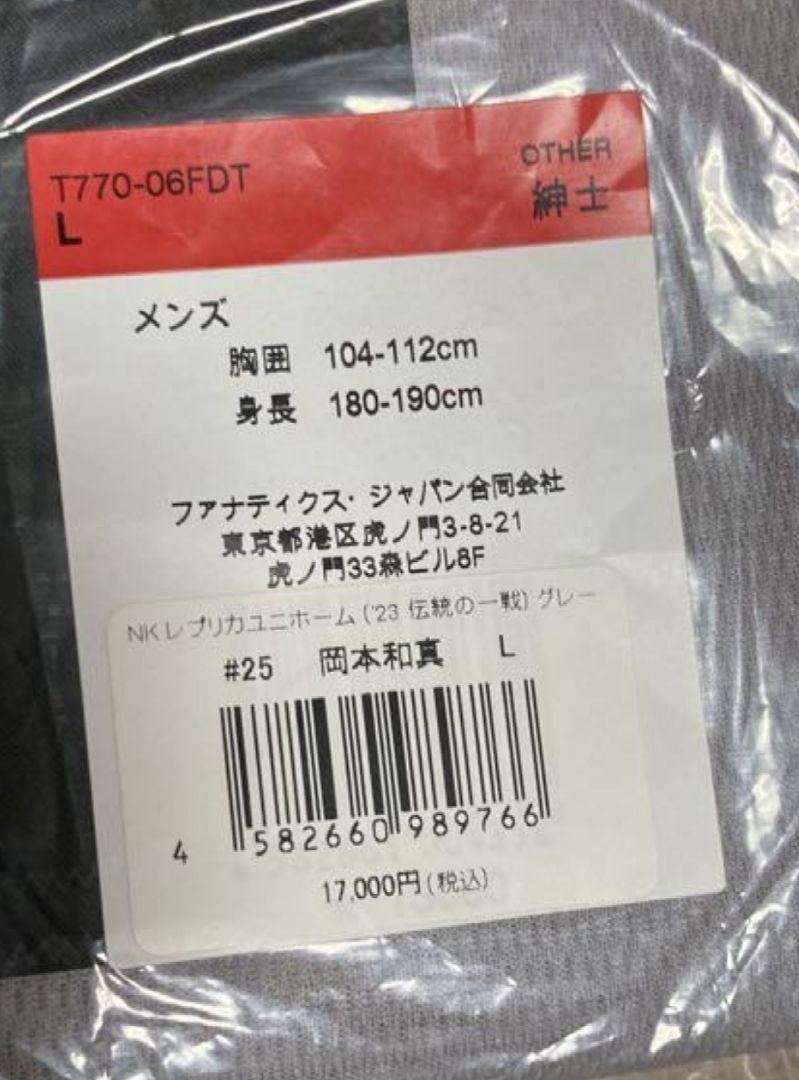 T770-06FDT
L
OTHER
紳士
メンズ
胸囲 104-112cm
身長 180-190cm
ファナティクス・ジャパン合同会社
東京都港区虎ノ門3-8-21
虎ノ門33森ビル8F
NKレプリカユニホーム ('23 伝統の一戦) グレー
#25 岡本和真 L
4 582660 989766
17,000円(税込)